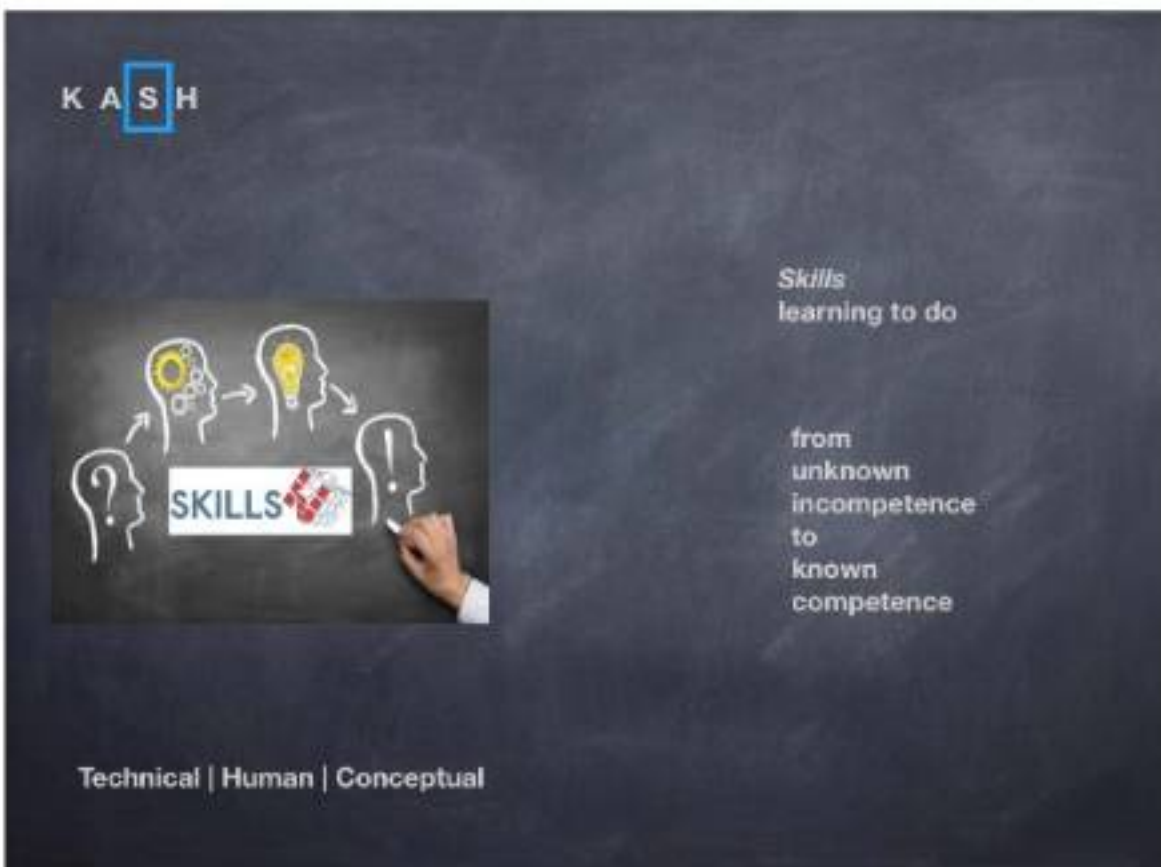 K A S H
Skills
learning to do
?
!
SKILLS
from
unknown
incompetence
to
known
competence
Technical | Human | Conceptual